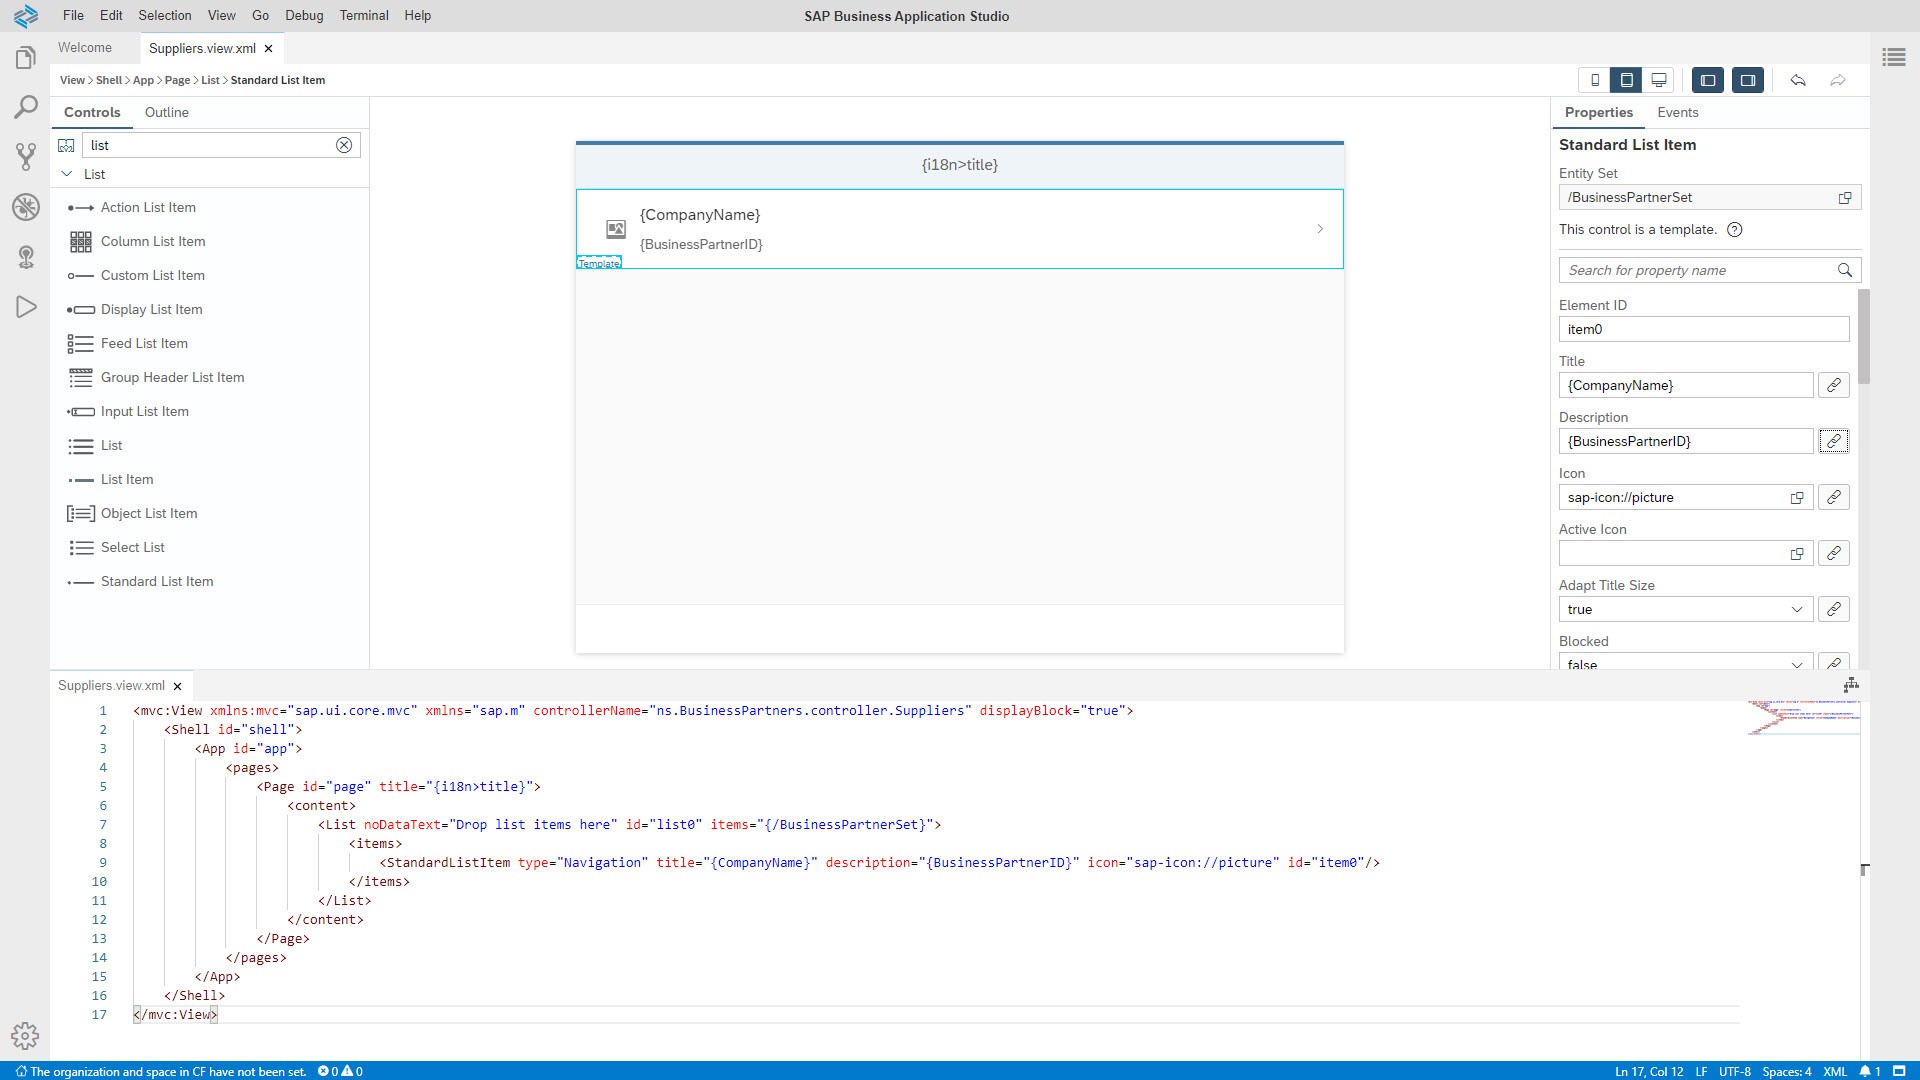 File Edit Selection View Go Debug Terminal Help
SAP Business Application Studio
Welcome
Suppliers.view.xml
View > Shell > App > Page > List > Standard List Item
Controls
Outline
list
List
Action List Item
Column List Item
Custom List Item
Display List Item
Feed List Item
Group Header List Item
Input List Item
List
List Item
Object List Item
Select List
Standard List Item
{i18n>title}
{CompanyName}
{BusinessPartnerID}
Template
Properties
Events
Standard List Item
Entity Set
/BusinessPartnerSet
This control is a template.
Search for property name
Element ID
item0
Title
{CompanyName}
Description
{BusinessPartnerID}
Icon
sap-icon://picture
Active Icon
Adapt Title Size
true
Blocked
false
Suppliers.view.xml
1 <mvc:View xmlns:mvc="sap.ui.core.mvc" xmlns="sap.m" controllerName="ns.BusinessPartners.controller.Suppliers" displayBlock="true">
2 <Shell id="shell">
3 <App id="app">
4 <pages>
5 <Page id="page" title="{i18n>title}">
6 <content>
7 <List noDataText="Drop list items here" id="list0" items="{/BusinessPartnerSet}">
8 <items>
9 <StandardListItem type="Navigation" title="{CompanyName}" description="{BusinessPartnerID}" icon="sap-icon://picture" id="item0"/>
10 </items>
11 </List>
12 </content>
13 </Page>
14 </pages>
15 </App>
16 </Shell>
17 </mvc:View>
The organization and space in CF have not been set. 0 0
Ln 17, Col 12 LF UTF-8 Spaces: 4 XML 1